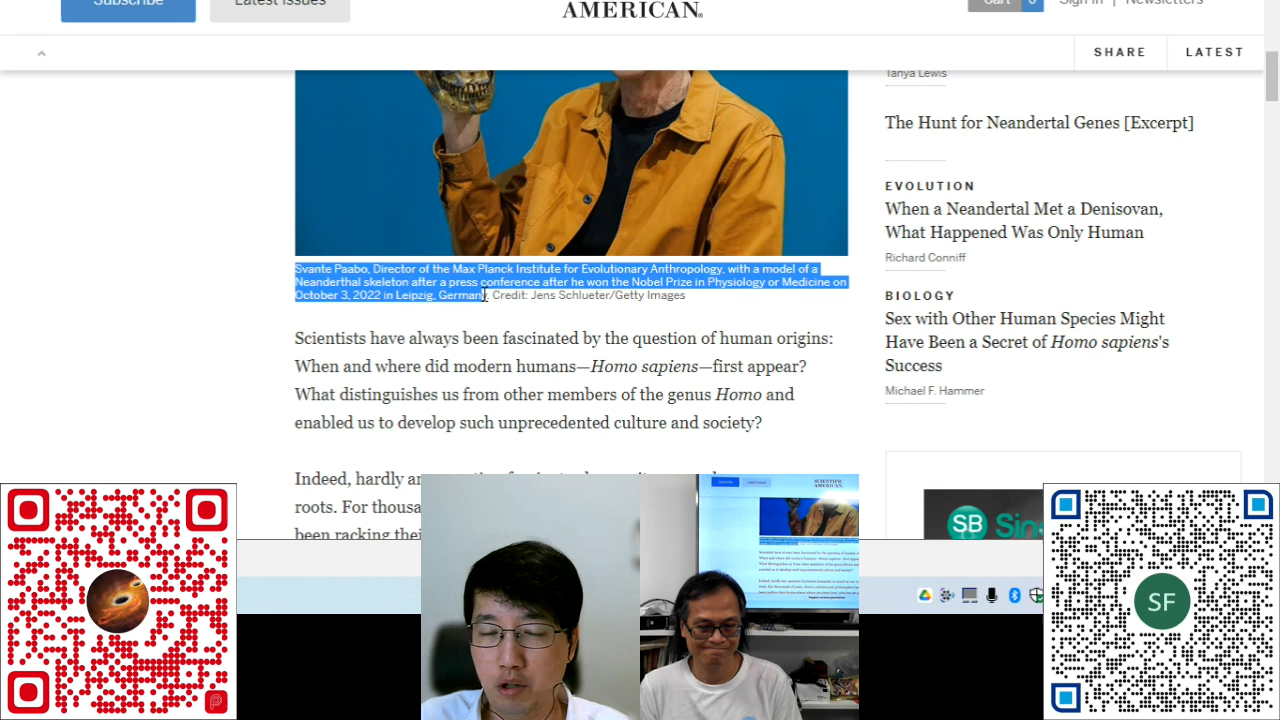 Subscribe
Latest Issues
AMERICAN®
Cart 0 Sign In | Newsletters
SHARE
LATEST
Tanya Lewis
The Hunt for Neandertal Genes [Excerpt]
EVOLUTION
When a Neandertal Met a Denisovan,
What Happened Was Only Human
Richard Conniff
BIOLOGY
Sex with Other Human Species Might
Have Been a Secret of Homo sapiens's
Success
Michael F. Hammer
Svante Paabo, Director of the Max Planck Institute for Evolutionary Anthropology, with a model of a
Neanderthal skeleton after a press conference after he won the Nobel Prize in Physiology or Medicine on
October 3, 2022 in Leipzig, Germany. Credit: Jens Schlueter/Getty Images
Scientists have always been fascinated by the question of human origins:
When and where did modern humans—Homo sapiens—first appear?
What distinguishes us from other members of the genus Homo and
enabled us to develop such unprecedented culture and society?
Indeed, hardly
roots. For
been racking
SB
SCIENTIFIC
AMERICAN
SF